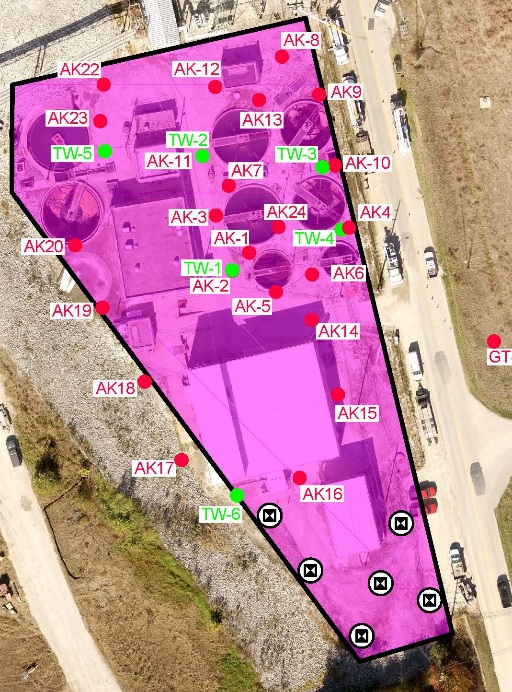 AK-8
AK22
AK-12
AK9
AK13
AK23
TW-2
TW-5
AK-11
TW-3
AK-10
AK7
AK-3
AK24
AK4
TW-4
AK20
AK-1
TW-1
AK-2
AK6
AK-5
AK19
AK14
GT
AK18
AK15
AK17
AK16
TW-6